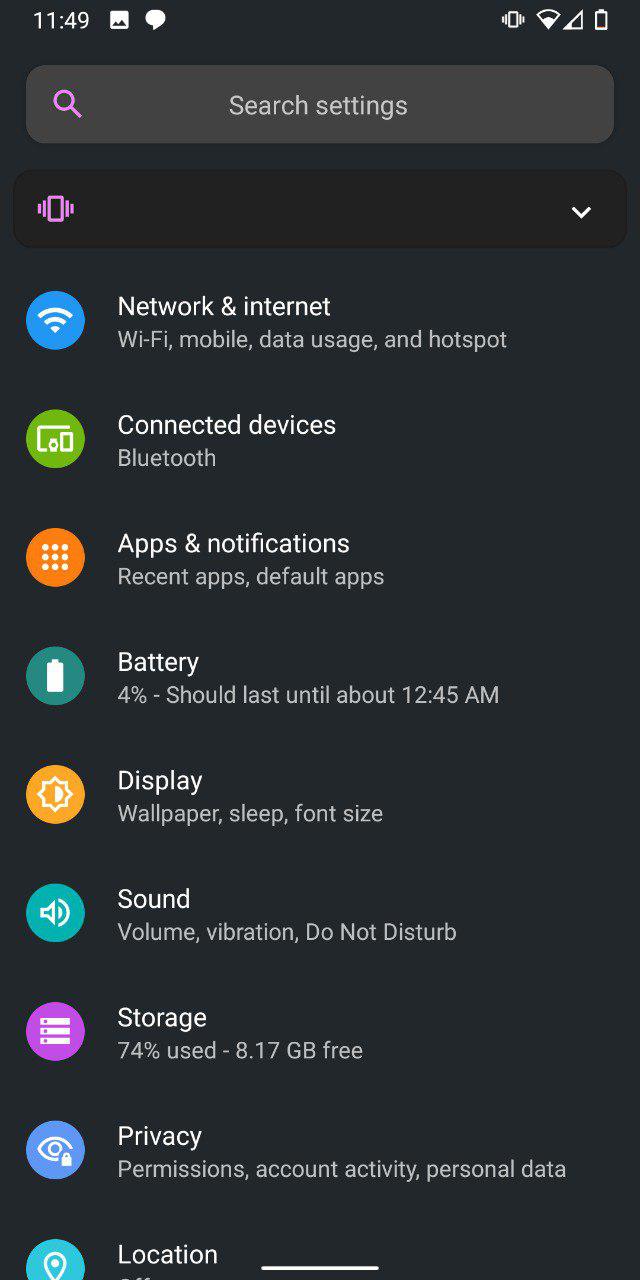 11:49
Search settings
Network & internet
Wi-Fi, mobile, data usage, and hotspot
Connected devices
Bluetooth
Apps & notifications
Recent apps, default apps
Battery
4% - Should last until about 12:45 AM
Display
Wallpaper, sleep, font size
Sound
Volume, vibration, Do Not Disturb
Storage
74% used - 8.17 GB free
Privacy
Permissions, account activity, personal data
Location